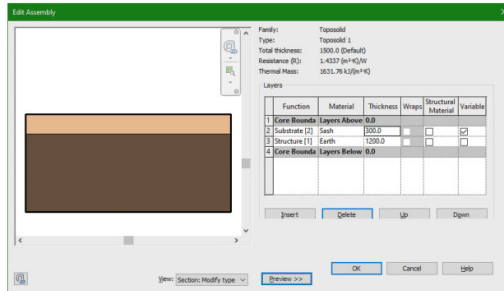 Edit Assembly
Family: Toposolid
Type: Toposolid 1
Total thickness: 1500.0 (Default)
Resistance (R): 1.4337 (m²·K)/W
Thermal Mass: 1631.76 kJ/(m²·K)
Layers
Function Material Thickness Wraps Structural Material Variable
1 Core Bounda Layers Above 0.0
2 Substrate [2] Sash 300.0
3 Structure [1] Earth 1200.0
4 Core Bounda Layers Below 0.0
Insert Delete Up Down
View: Section: Modify type Preview >> OK Cancel Help